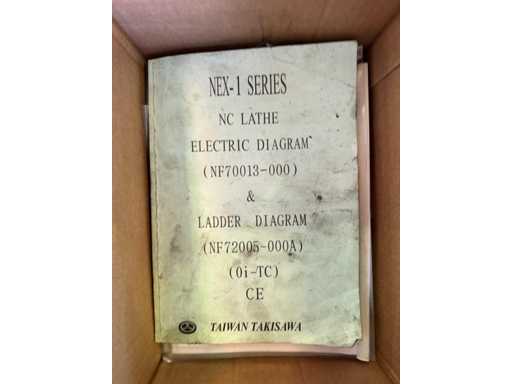 NEX-1 SERIES
NC LATHE
ELECTRIC DIAGRAM
(NF70013-000)
&
LADDER DIAGRAM
(NF72005-000A)
(0i-TC)
CE
TAIWAN TAKISAWA